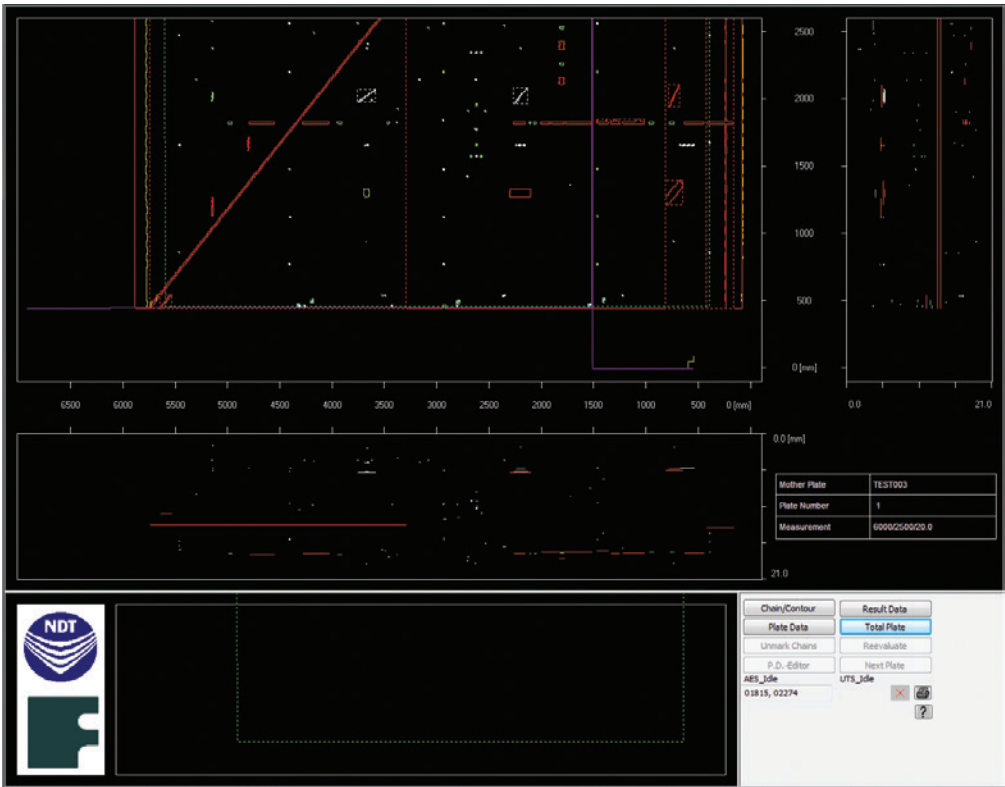 2500
2000
1500
1000
500
0 [mm]
6500 6000 5500 5000 4500 4000 3500 3000 2500 2000 1500 1000 500 0 [mm]
0.0 21.0
0.0 [mm]
21.0
Mother Plate TEST003
Plate Number 1
Measurement 6000/2500/20.0
NDT
Chain/Contour Result Data
Plate Data Total Plate
Unmark Chains Reevaluate
P.D. -Editor Next Plate
AES_Idle UTS_Idle
01815, 02274
?